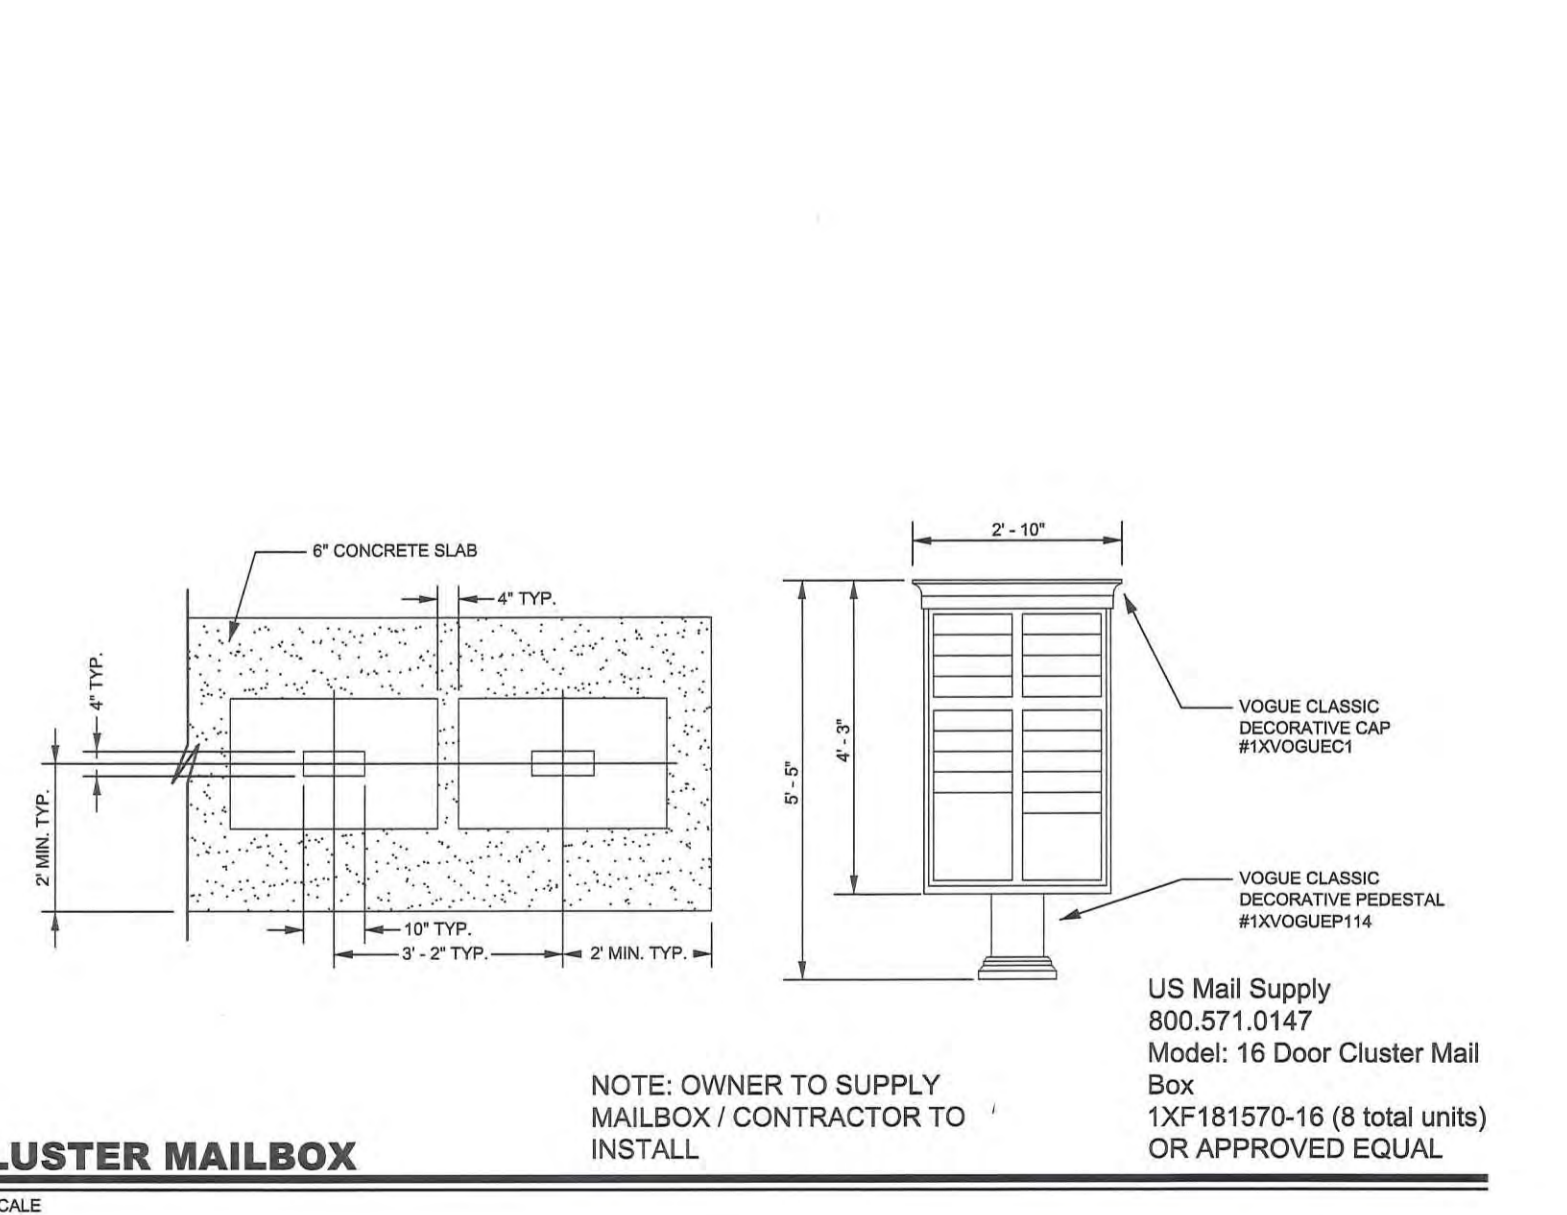 2' - 10"
6" CONCRETE SLAB
4" TYP.
4" TYP.
2' MIN. TYP.
10" TYP.
3' - 2" TYP.
2' MIN. TYP.
5' - 5"
4' - 3"
VOGUE CLASSIC
DECORATIVE CAP
#1XVOGUEC1
VOGUE CLASSIC
DECORATIVE PEDESTAL
#1XVOGUEP114
US Mail Supply
800.571.0147
Model: 16 Door Cluster Mail
Box
1XF181570-16 (8 total units)
OR APPROVED EQUAL
NOTE: OWNER TO SUPPLY
MAILBOX / CONTRACTOR TO
INSTALL
LUSTER MAILBOX
CALE